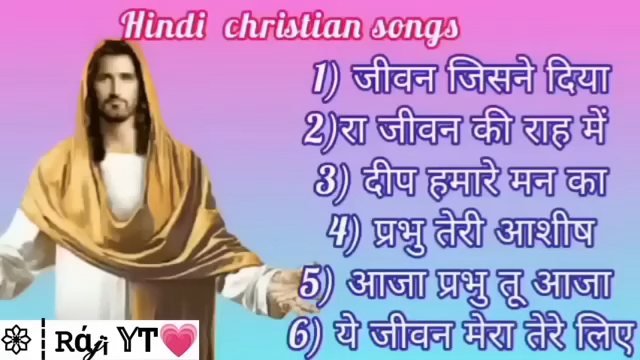 Hindi christian songs
1) जीवन जिसने दिया
2)रा जीवन की राह में
3) दीप हमारे मन का
4) प्रभु तेरी आशीष
5) आजा प्रभु तू आजा
6) ये जीवन मेरा तेरे लिए
Ráji YT